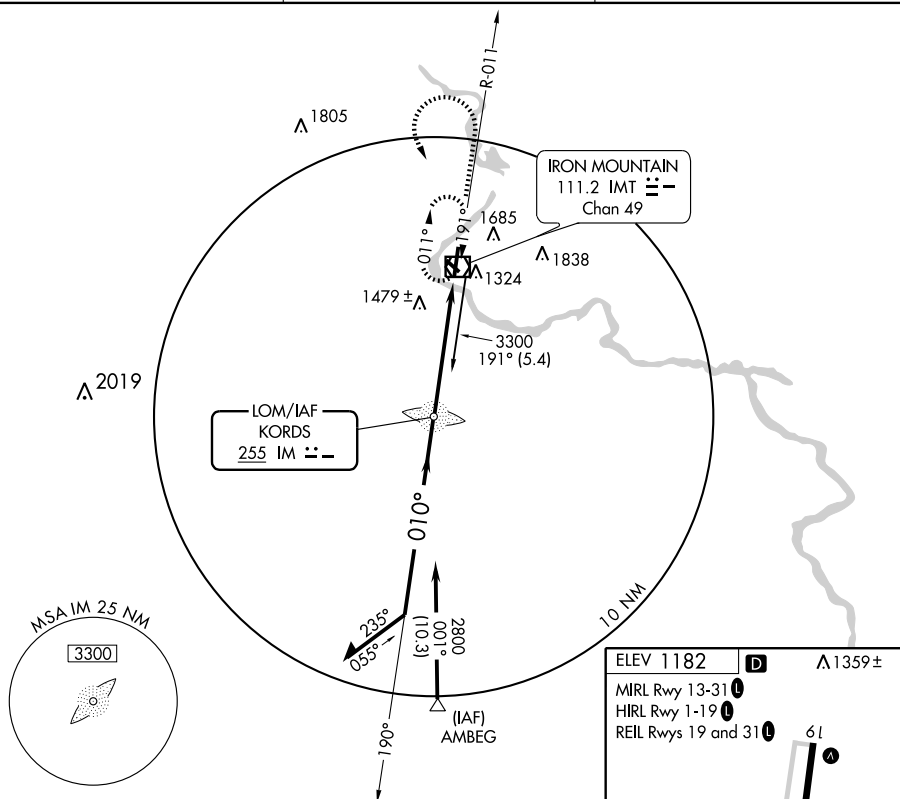 R-011
1805
IRON MOUNTAIN
111.2 IMT
Chan 49
191°
011°
1685
1838
1324
1479 ±
3300
191° (5.4)
2019
LOM/IAF
KORDS
255 IM
010°
10 NM
235°
055°
2800
001°
(10.3)
190°
(IAF)
AMBEG
MSA IM 25 NM
3300
ELEV 1182 D 1359 ±
MIRL Rwy 13-31 L
HIRL Rwy 1-19 L
REIL Rwys 19 and 31 L
19
A